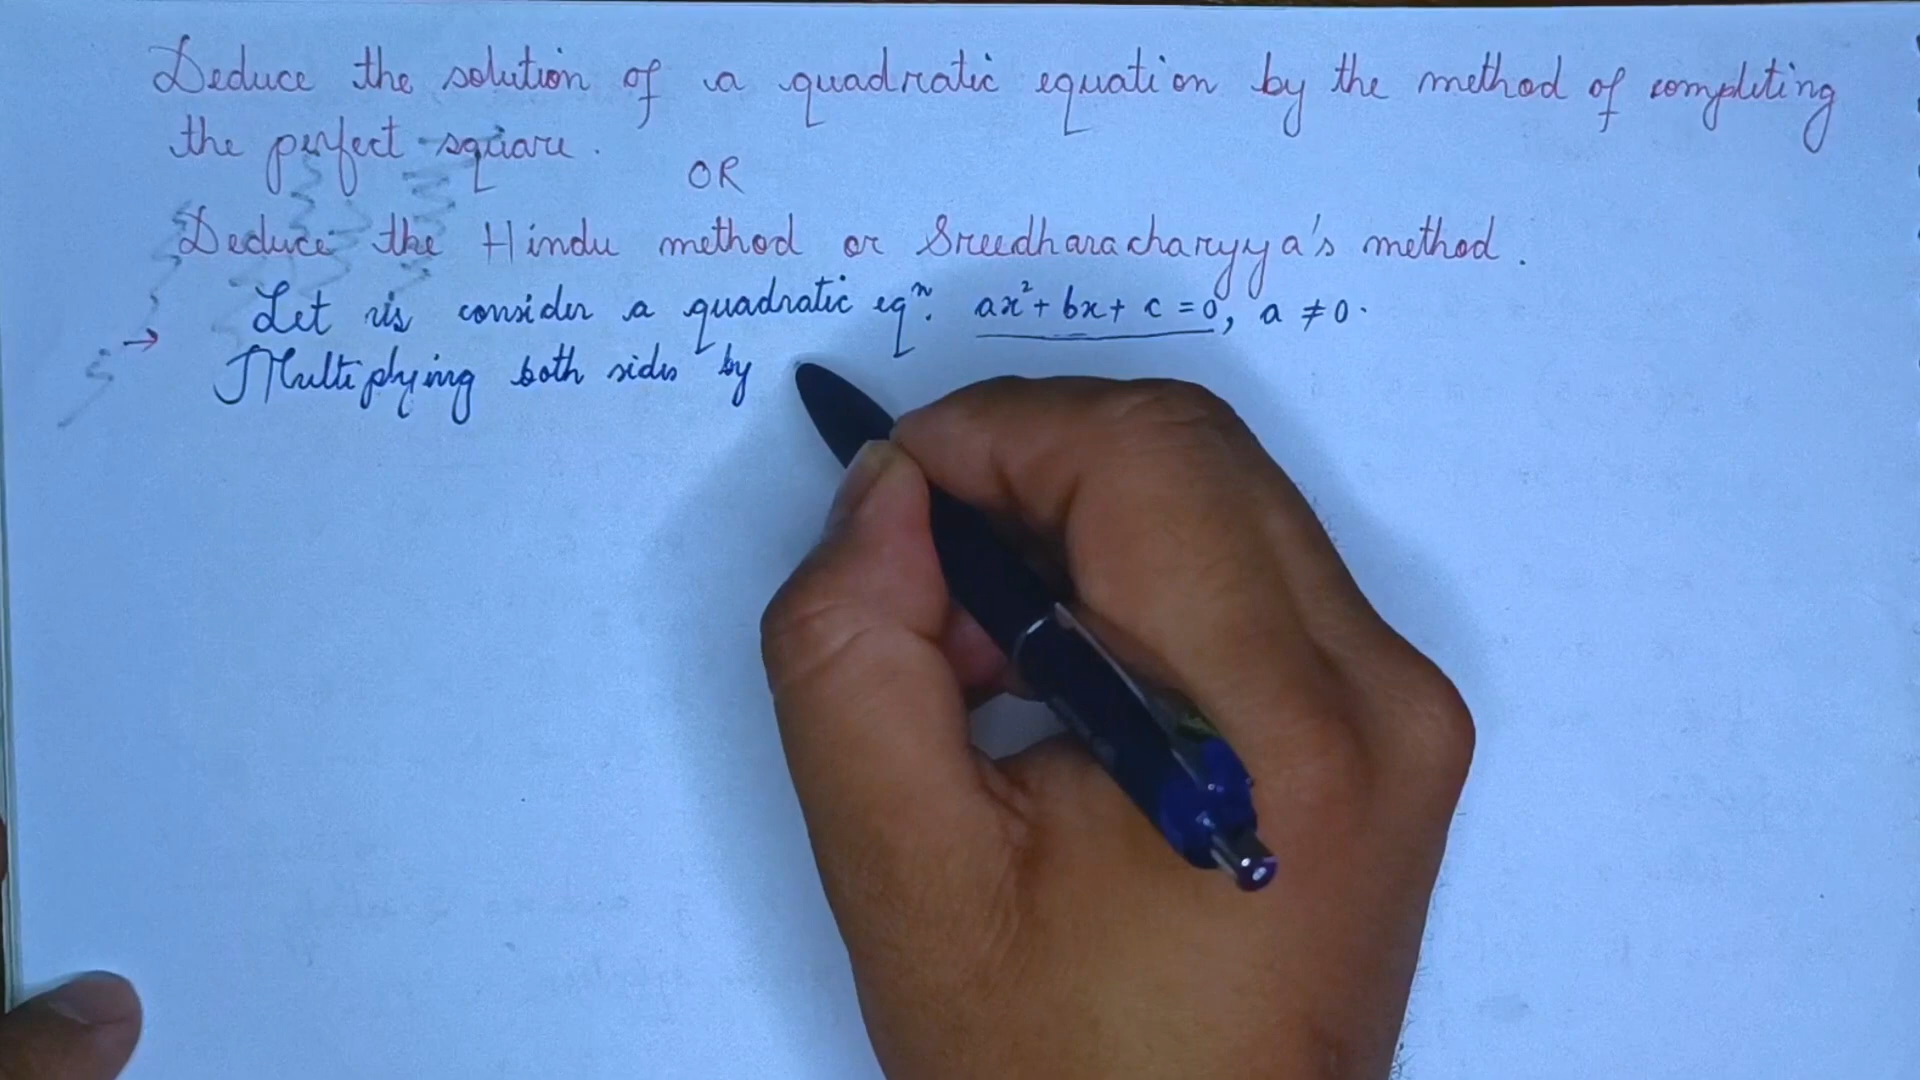 Deduce the solution of a quadratic equation by the method of completing
the perfect square.
OR
Deduce the Hindu method or Sreedharacharyya's method.
→ Let us consider a quadratic eqⁿ. ax²+ bx + c = 0, a ≠ 0.
Multiplying both sides by